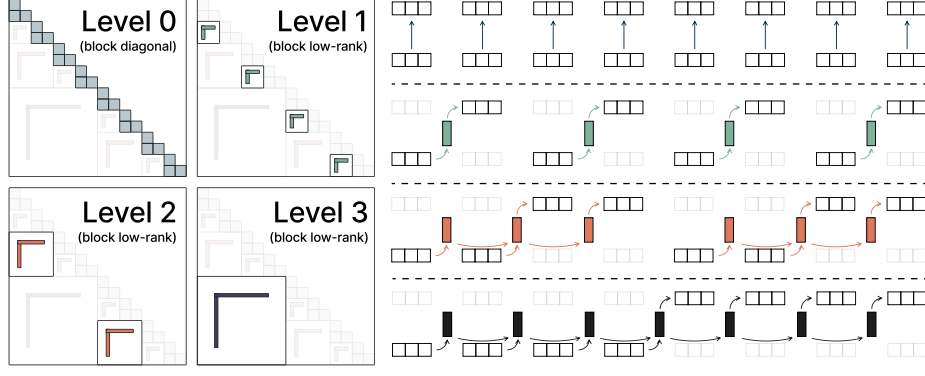 Level 0
(block diagonal)
Level 1
(block low-rank)
Level 2
(block low-rank)
Level 3
(block low-rank)